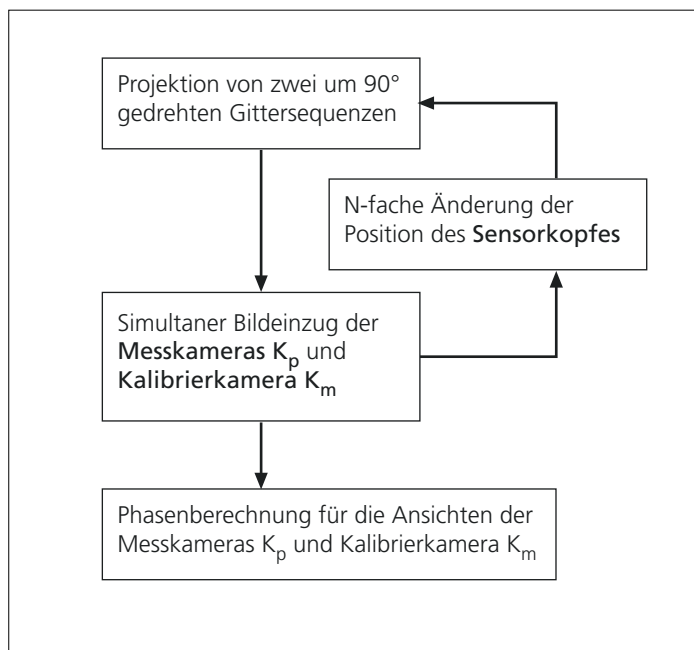 Projektion von zwei um 90°
gedrehten Gittersequenzen
N-fache Änderung der
Position des Sensorkopfes
Simultaner Bildeinzug der
Messkameras Kp und
Kalibrierkamera Km
Phasenberechnung für die Ansichten der
Messkameras Kp und Kalibrierkamera Km